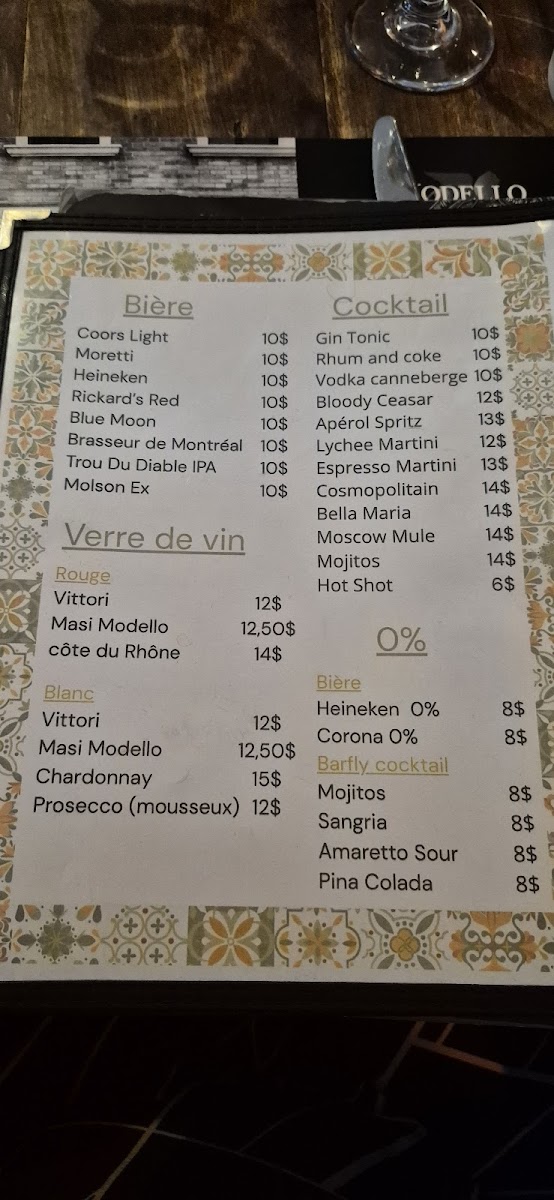 ODELLO
Bière
Coors Light 10$
Moretti 10$
Heineken 10$
Rickard's Red 10$
Blue Moon 10$
Brasseur de Montréal 10$
Trou Du Diable IPA 10$
Molson Ex 10$
Verre de vin
Rouge
Vittori 12$
Masi Modello 12,50$
côte du Rhône 14$
Blanc
Vittori 12$
Masi Modello 12,50$
Chardonnay 15$
Prosecco (mousseux) 12$
Cocktail
Gin Tonic 10$
Rhum and coke 10$
Vodka canneberge 10$
Bloody Ceasar 12$
Apérol Spritz 13$
Lychee Martini 12$
Espresso Martini 13$
Cosmopolitain 14$
Bella Maria 14$
Moscow Mule 14$
Mojitos 14$
Hot Shot 6$
0%
Bière
Heineken 0% 8$
Corona 0% 8$
Barfly cocktail
Mojitos 8$
Sangria 8$
Amaretto Sour 8$
Pina Colada 8$